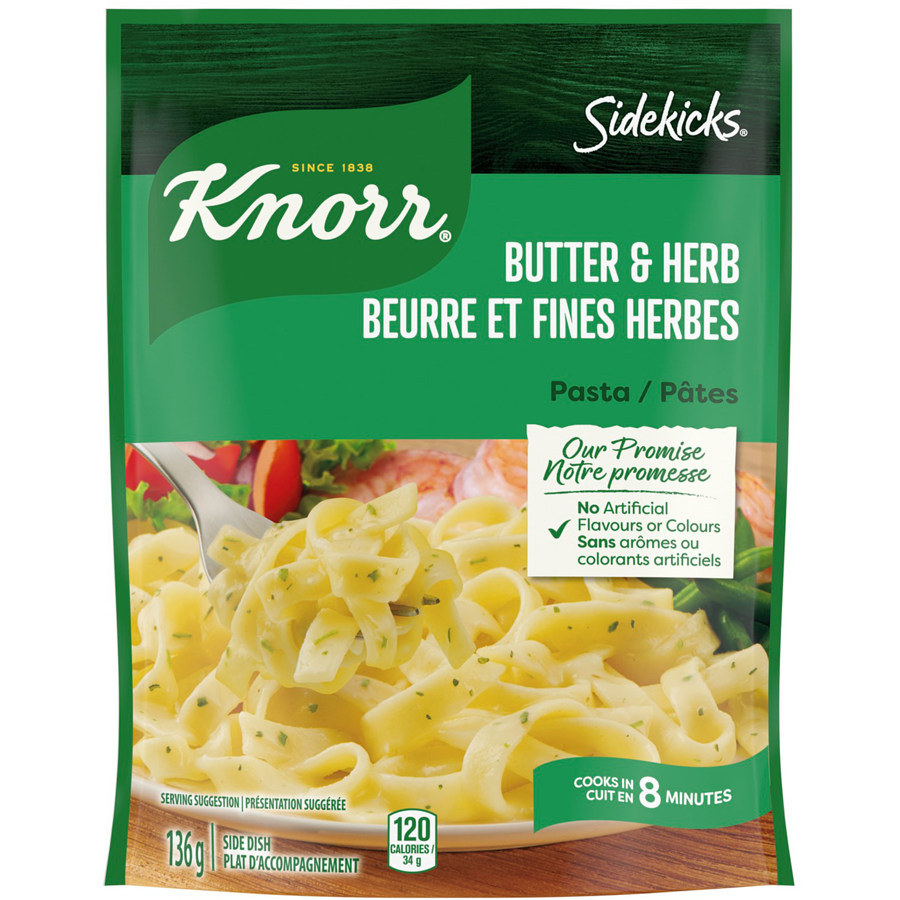 Sidekicks®
SINCE 1838
Knorr®
BUTTER & HERB
BEURRE ET FINES HERBES
Pasta / Pâtes
Our Promise
Notre promesse
No Artificial
Flavours or Colours
Sans arômes ou
colorants artificiels
COOKS IN
CUIT EN 8 MINUTES
SERVING SUGGESTION | PRÉSENTATION SUGGÉRÉE
136 g
SIDE DISH
PLAT D'ACCOMPAGNEMENT
120
CALORIES /
34 g